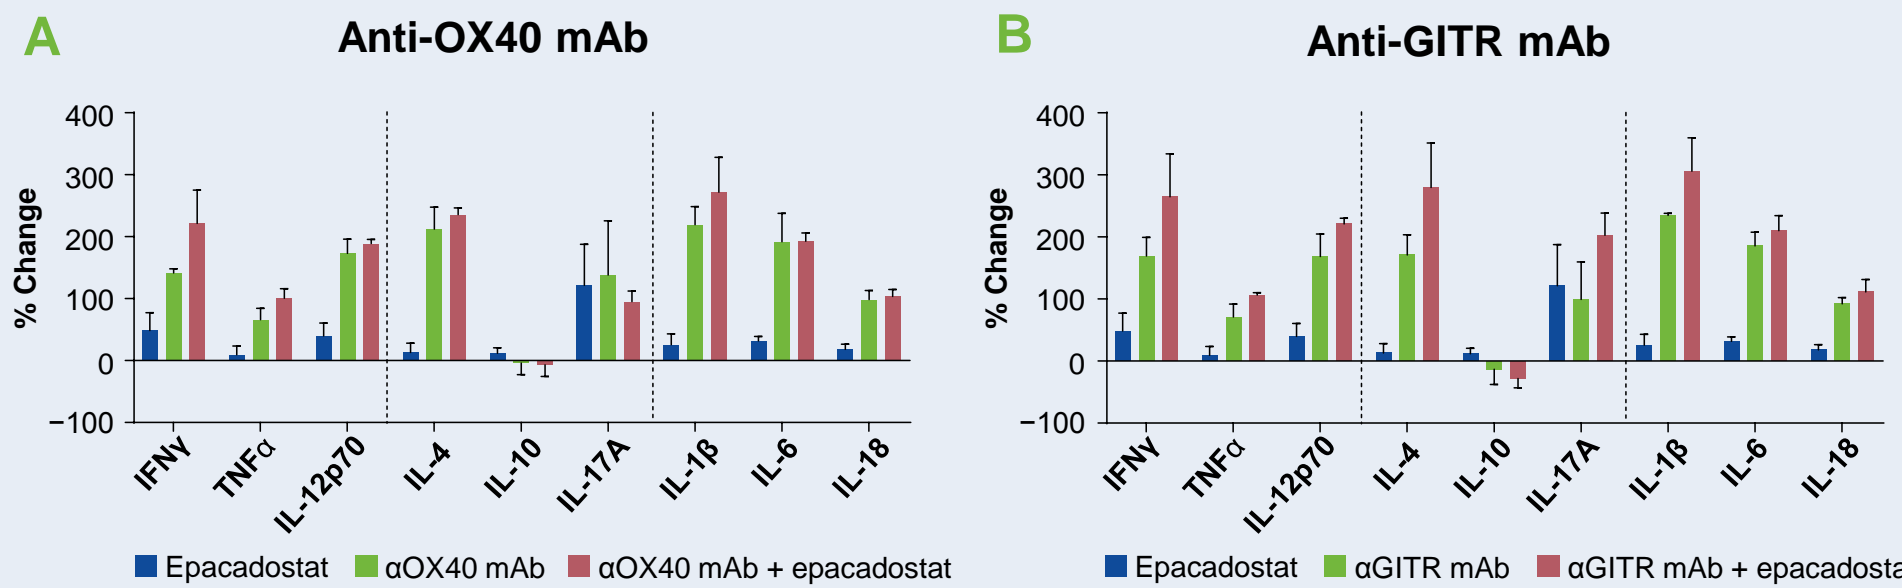 A
Anti-OX40 mAb
400
300
200
100
0
−100
% Change
IFNγ
TNFα
IL-12p70
IL-4
IL-10
IL-17A
IL-1β
IL-6
IL-18
Epacadostat
αOX40 mAb
αOX40 mAb + epacadostat
B
Anti-GITR mAb
400
300
200
100
0
−100
% Change
IFNγ
TNFα
IL-12p70
IL-4
IL-10
IL-17A
IL-1β
IL-6
IL-18
Epacadostat
αGITR mAb
αGITR mAb + epacadosta